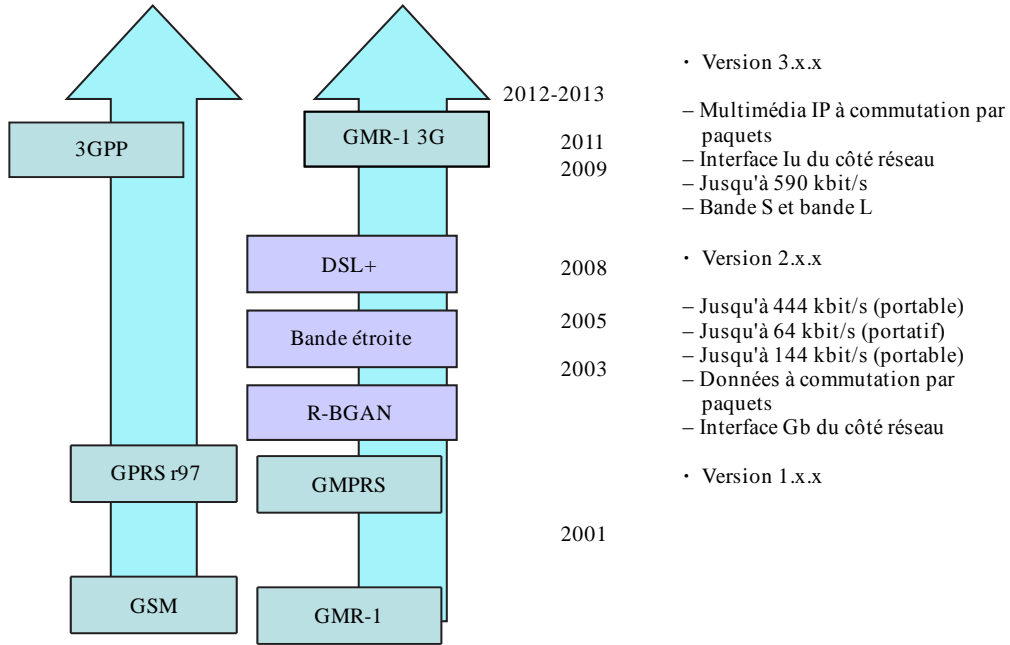 3GPP
GPRS r97
GSM
GMR-1 3G
DSL+
Bande étroite
R-BGAN
GMPRS
GMR-1
2012-2013
2011
2009
2008
2005
2003
2001
· Version 3.x.x
– Multimédia IP à commutation par
paquets
– Interface Iu du côté réseau
– Jusqu'à 590 kbit/s
– Bande S et bande L
· Version 2.x.x
– Jusqu'à 444 kbit/s (portable)
– Jusqu'à 64 kbit/s (portatif)
– Jusqu'à 144 kbit/s (portable)
– Données à commutation par
paquets
– Interface Gb du côté réseau
· Version 1.x.x